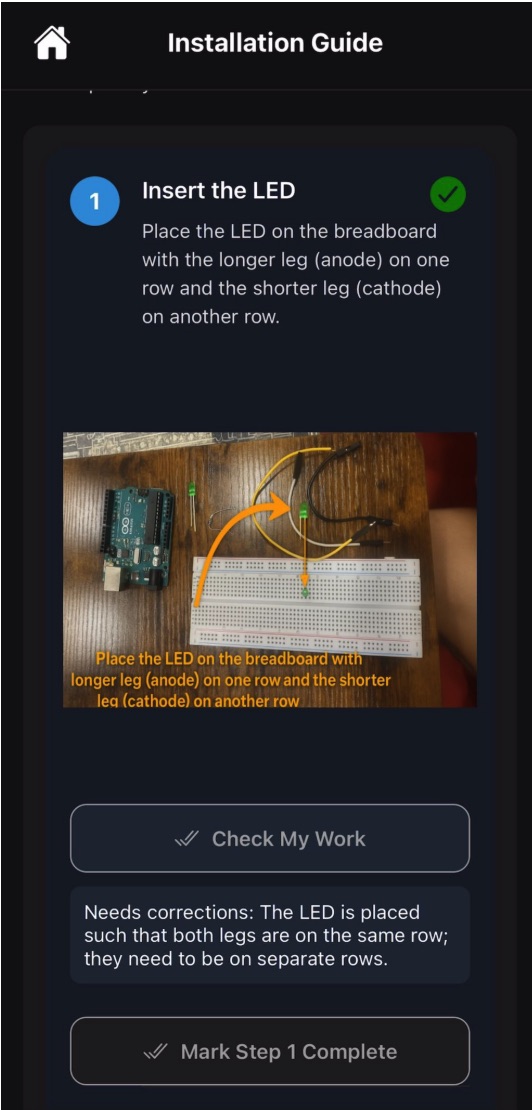 Installation Guide
1
Insert the LED
Place the LED on the breadboard
with the longer leg (anode) on one
row and the shorter leg (cathode)
on another row.
Place the LED on the breadboard with
longer leg (anode) on one row and the shorter
leg (cathode) on another row
Check My Work
Needs corrections: The LED is placed
such that both legs are on the same row;
they need to be on separate rows.
Mark Step 1 Complete